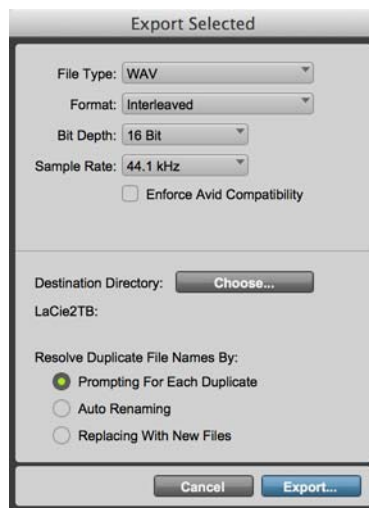 Export Selected
File Type: WAV
Format: Interleaved
Bit Depth: 16 Bit
Sample Rate: 44.1 kHz
Enforce Avid Compatibility
Destination Directory: Choose...
LaCie2TB:
Resolve Duplicate File Names By:
Prompting For Each Duplicate
Auto Renaming
Replacing With New Files
Cancel Export...